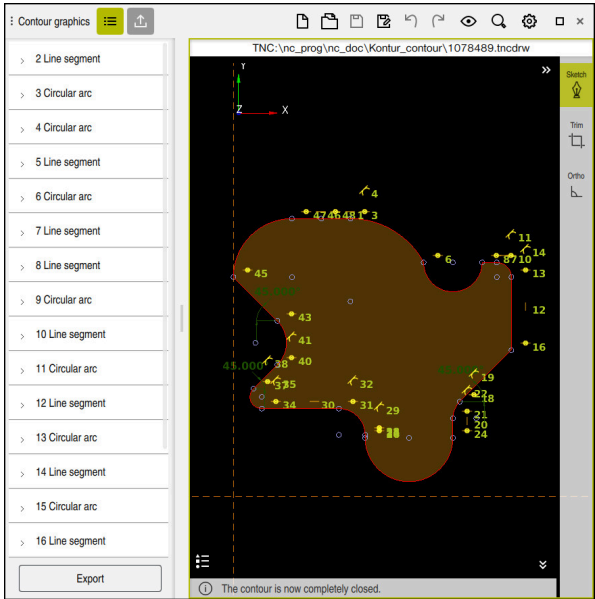 Contour graphics
TNC:\nc_prog\nc_doc\Kontur_contour\1078489.tncdrw
2 Line segment
3 Circular arc
4 Circular arc
5 Line segment
6 Circular arc
7 Line segment
8 Line segment
9 Circular arc
10 Line segment
11 Circular arc
12 Line segment
13 Circular arc
14 Line segment
15 Circular arc
16 Line segment
Export
Y
Z
X
Sketch
Trim
Ortho
4
3
11
14
6
13
45
12
43
41
16
40
38
45.000
19
32
22
18
34
30
31
29
21
20
24
The contour is now completely closed.